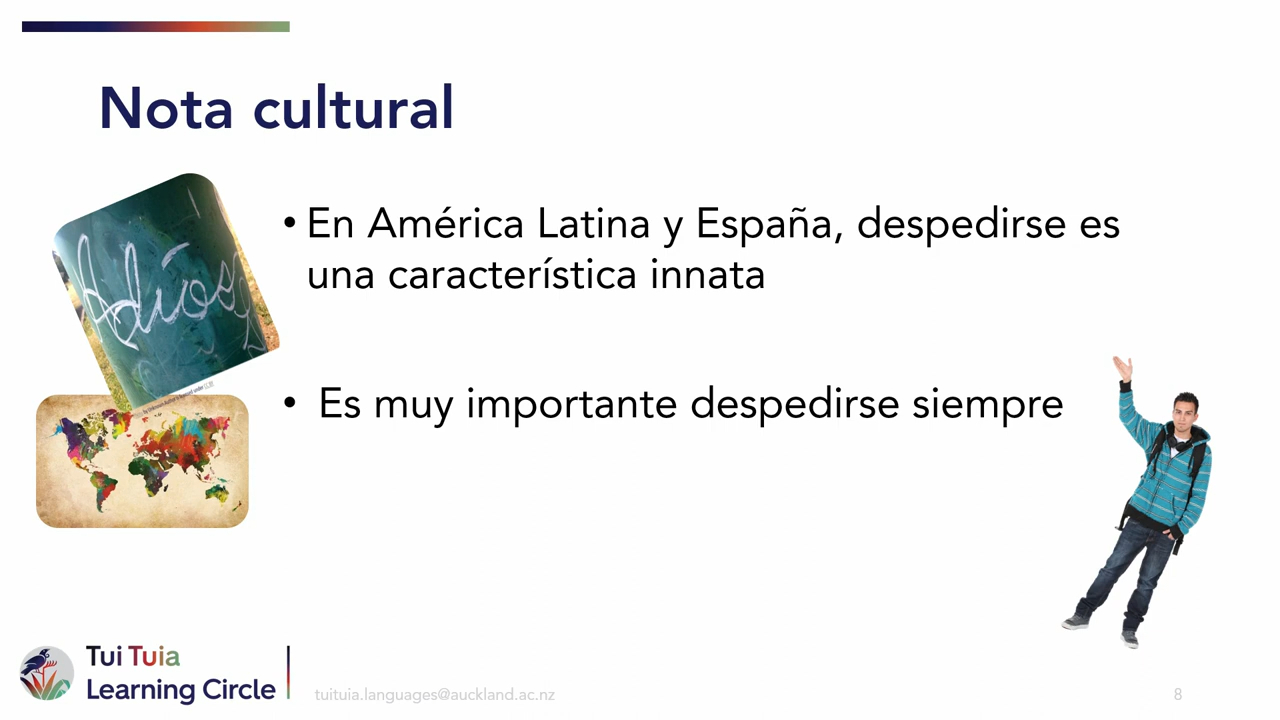 Nota cultural
Adios
• En América Latina y España, despedirse es
una característica innata
• Es muy importante despedirse siempre
Tui Tuia
Learning Circle
tuituia.languages@auckland.ac.nz
8